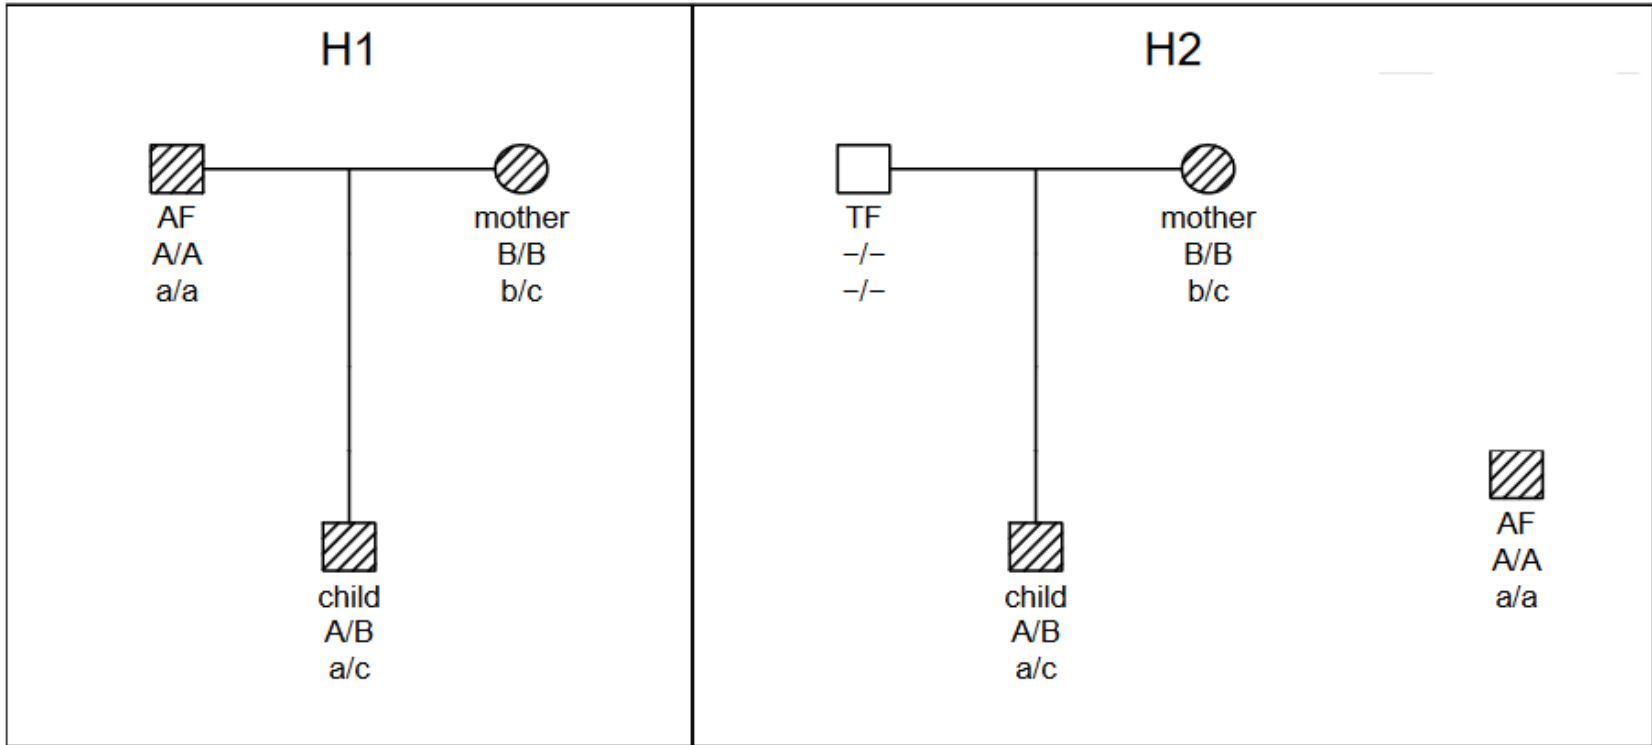 H1
AF
A/A
a/a
mother
B/B
b/c
child
A/B
a/c
H2
TF
–/–
–/–
mother
B/B
b/c
child
A/B
a/c
AF
A/A
a/a